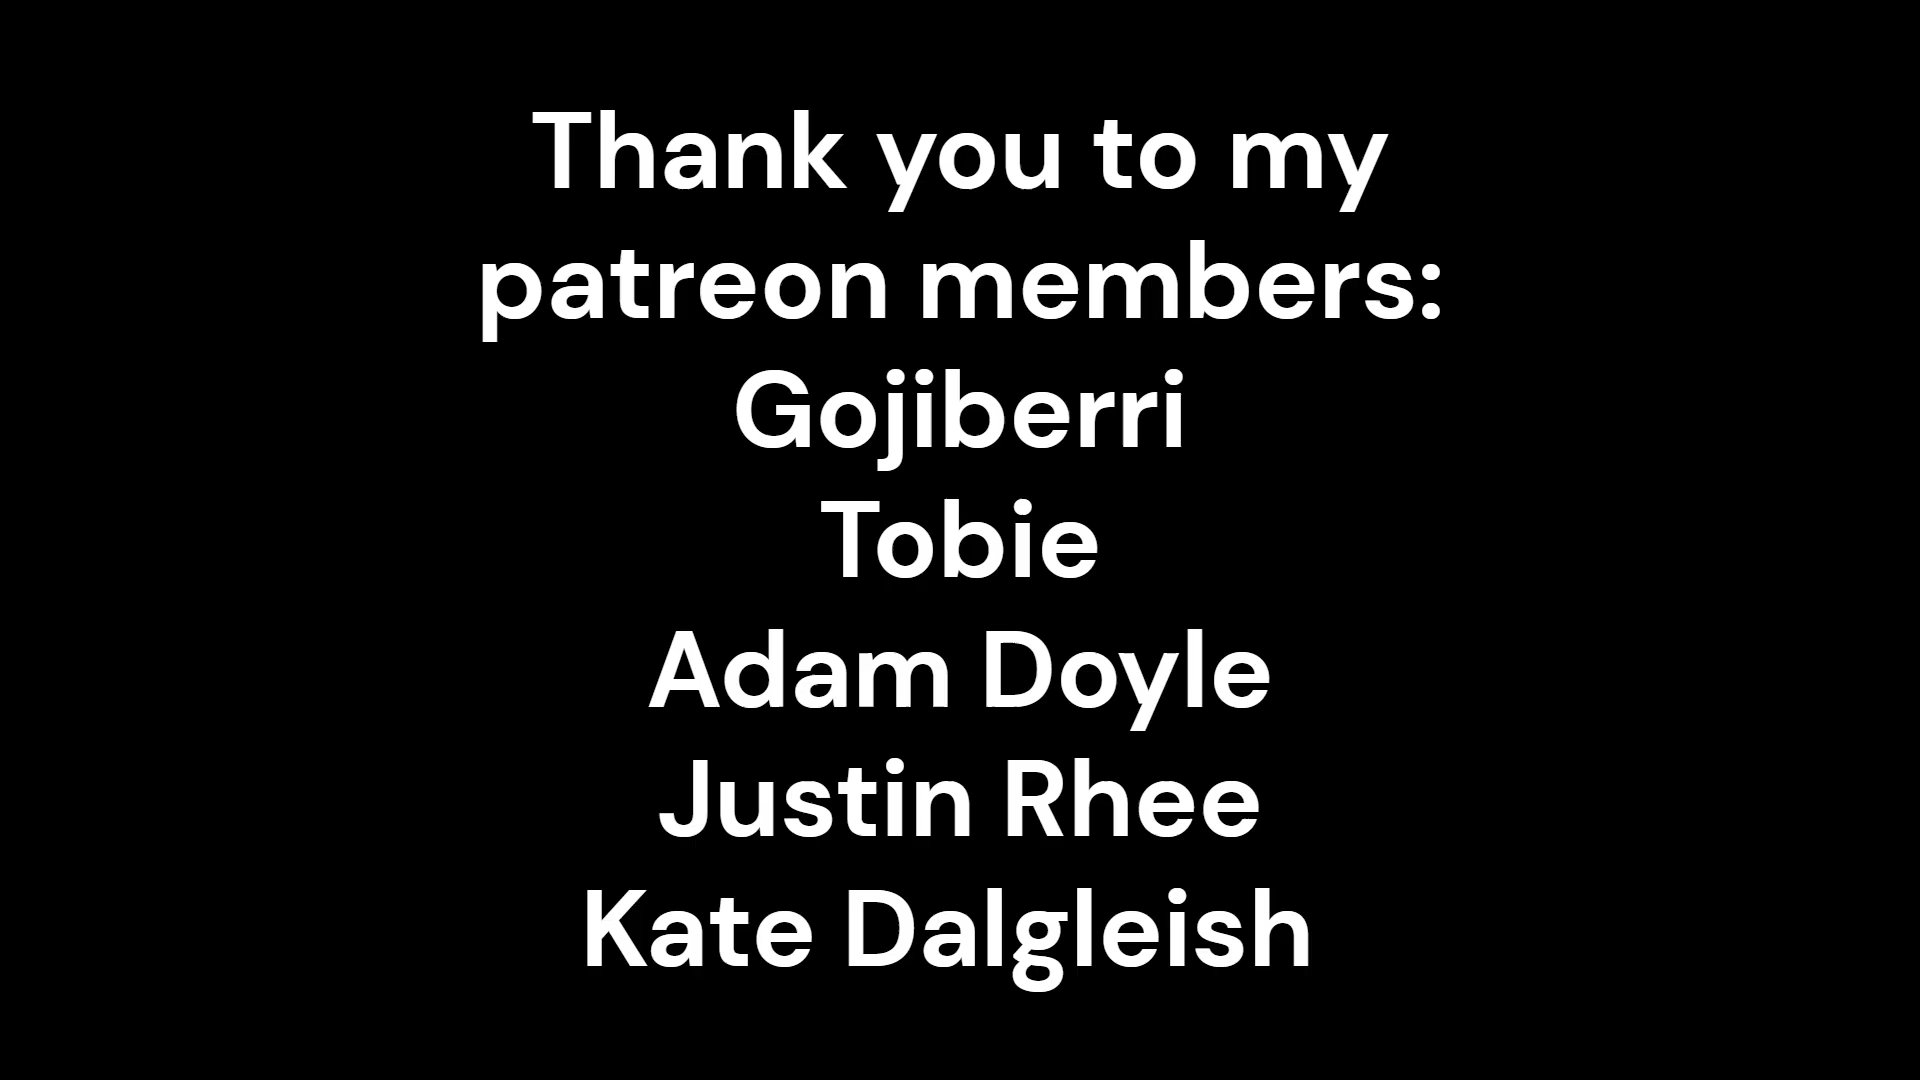 Thank you to my
patreon members:
Gojiberri
Tobie
Adam Doyle
Justin Rhee
Kate Dalgleish